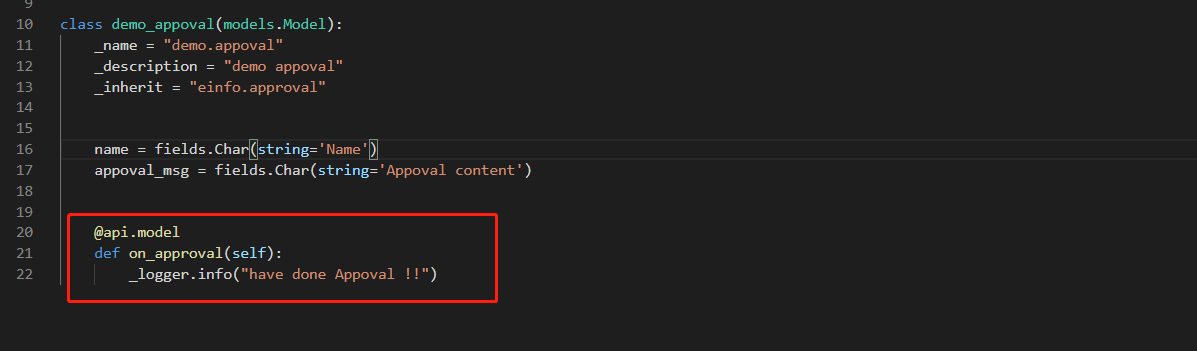 9
10 class demo_appoval(models.Model):
11 _name = "demo.appoval"
12 _description = "demo appoval"
13 _inherit = "einfo.approval"
14
15
16 name = fields.Char(string='Name')
17 appoval_msg = fields.Char(string='Appoval content')
18
19
20 @api.model
21 def on_approval(self):
22 _logger.info("have done Appoval !!")